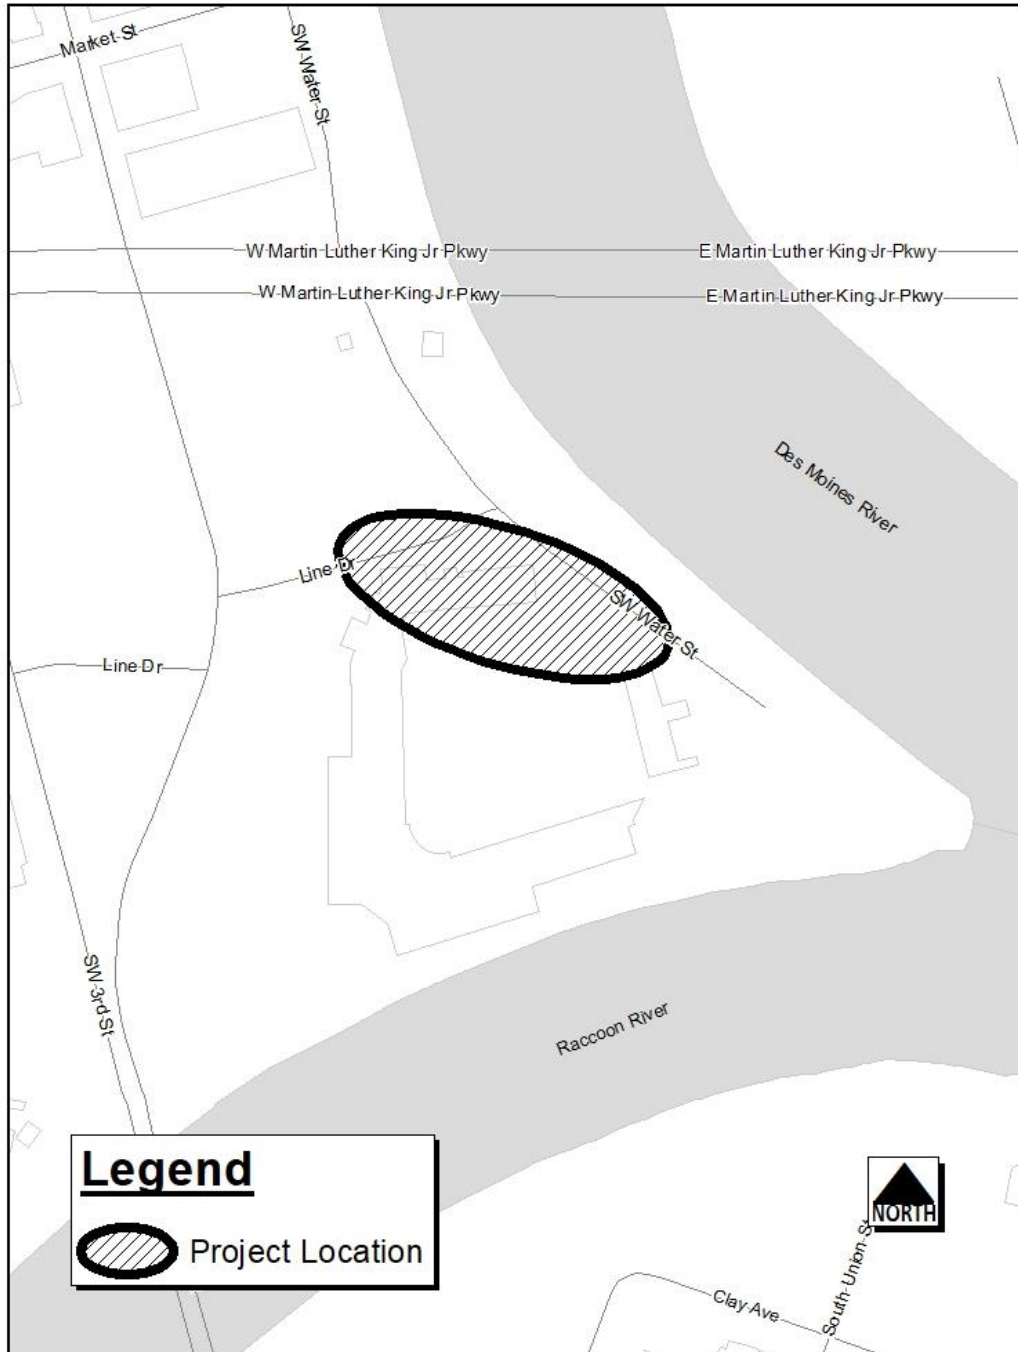 Market St
SW Water St
W Martin Luther King Jr Pkwy
E Martin Luther King Jr Pkwy
W Martin Luther King Jr Pkwy
E Martin Luther King Jr Pkwy
Des Moines River
Line Dr
SW Water St
Line Dr
SW 3rd St
Raccoon River
Legend
Project Location
NORTH
South Union St
Clay Ave